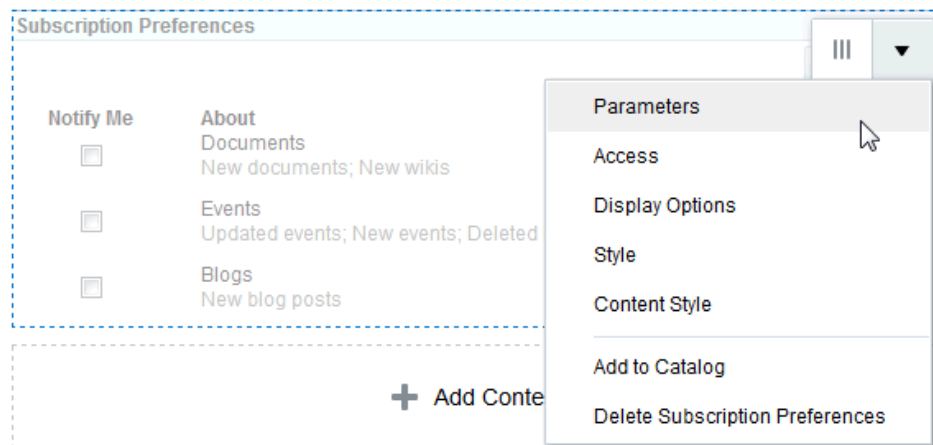 Subscription Preferences
Notify Me
About
Documents
New documents; New wikis
Events
Updated events; New events; Deleted
Blogs
New blog posts
Add Conte
Parameters
Access
Display Options
Style
Content Style
Add to Catalog
Delete Subscription Preferences